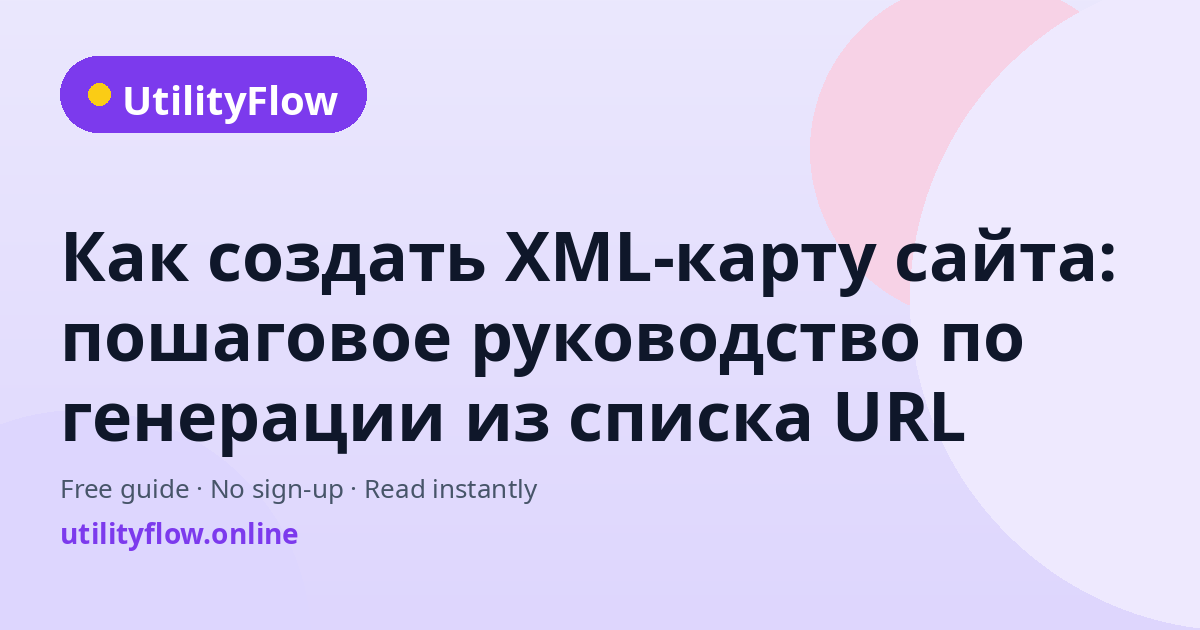 UtilityFlow
Как создать XML-карту сайта:
пошаговое руководство по
генерации из списка URL
Free guide · No sign-up · Read instantly
utilityflow.online